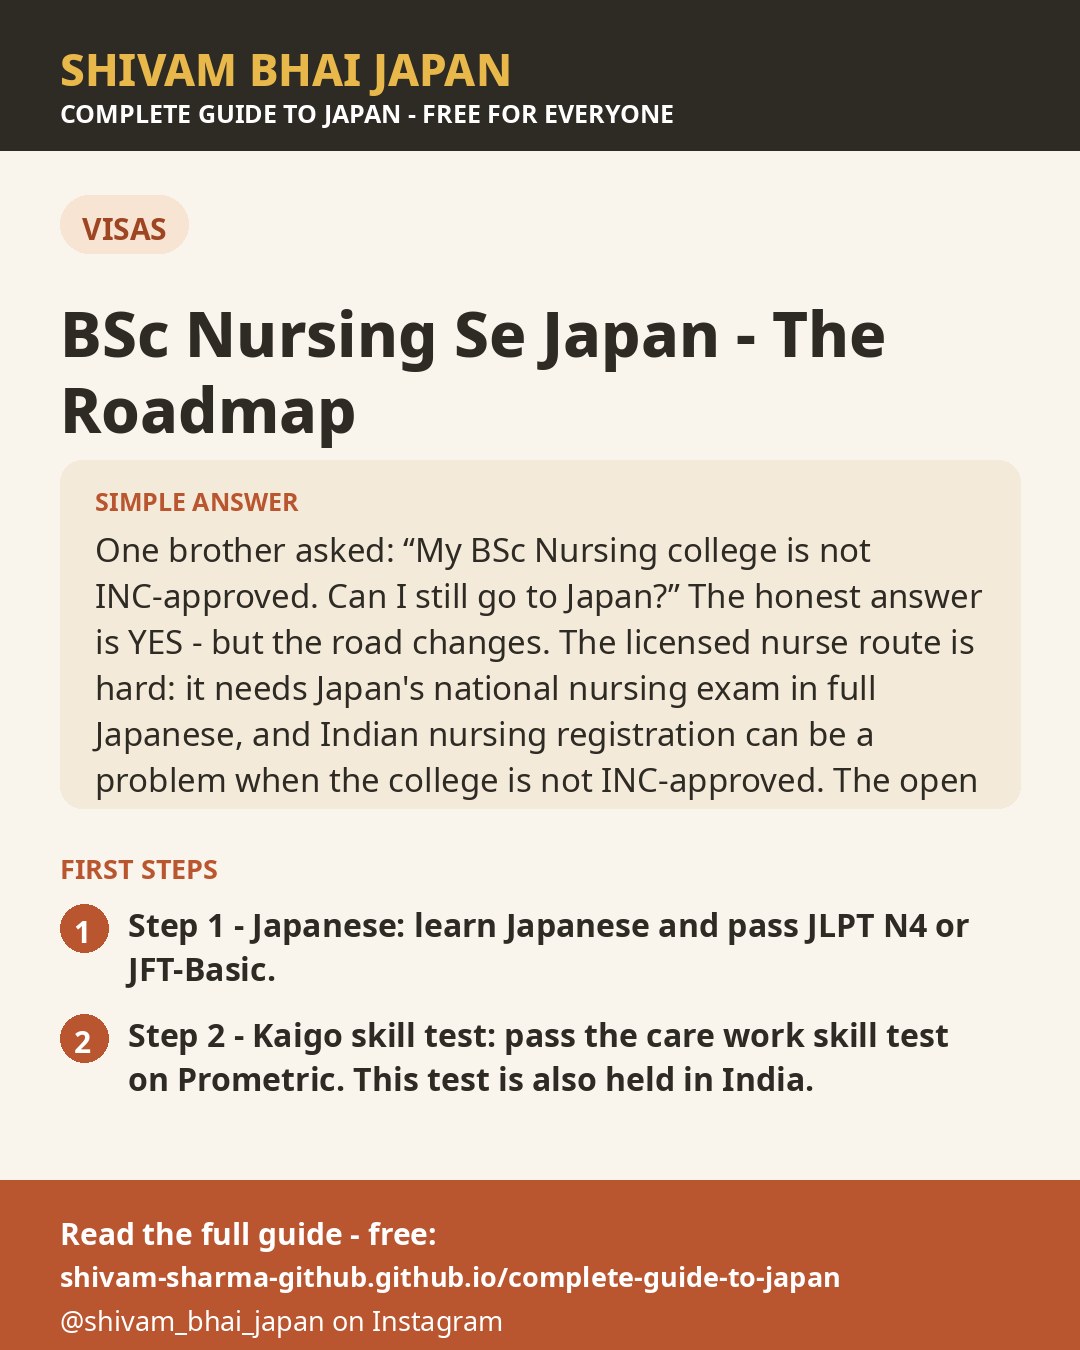 SHIVAM BHAI JAPAN
COMPLETE GUIDE TO JAPAN - FREE FOR EVERYONE
VISAS
BSc Nursing Se Japan - The
Roadmap
SIMPLE ANSWER
One brother asked: “My BSc Nursing college is not
INC-approved. Can I still go to Japan?” The honest answer
is YES - but the road changes. The licensed nurse route is
hard: it needs Japan's national nursing exam in full
Japanese, and Indian nursing registration can be a
problem when the college is not INC-approved. The open
FIRST STEPS
1 Step 1 - Japanese: learn Japanese and pass JLPT N4 or
JFT-Basic.
2 Step 2 - Kaigo skill test: pass the care work skill test
on Prometric. This test is also held in India.
Read the full guide - free:
shivam-sharma-github.github.io/complete-guide-to-japan
@shivam_bhai_japan on Instagram